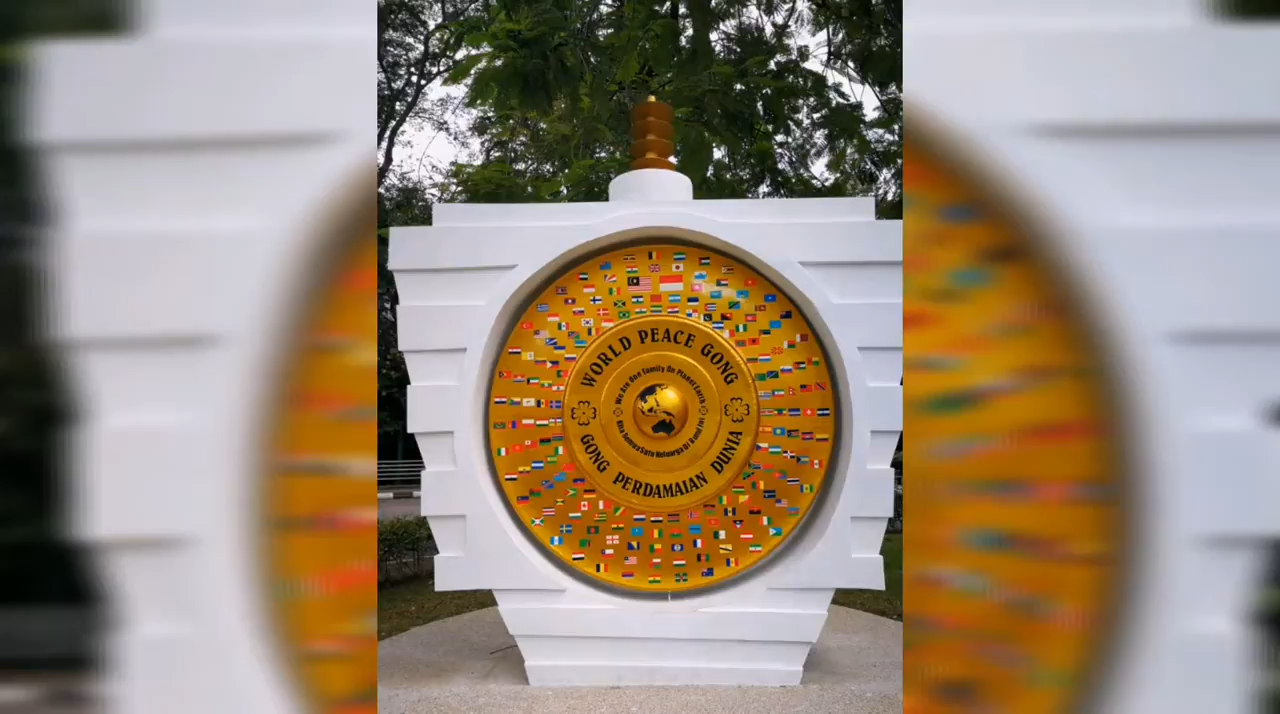 WORLD PEACE GONG
We Are One Family On Planet Earth
Kita Semua Satu Keluarga Di Bumi Ini
GONG PERDAMAIAN DUNIA